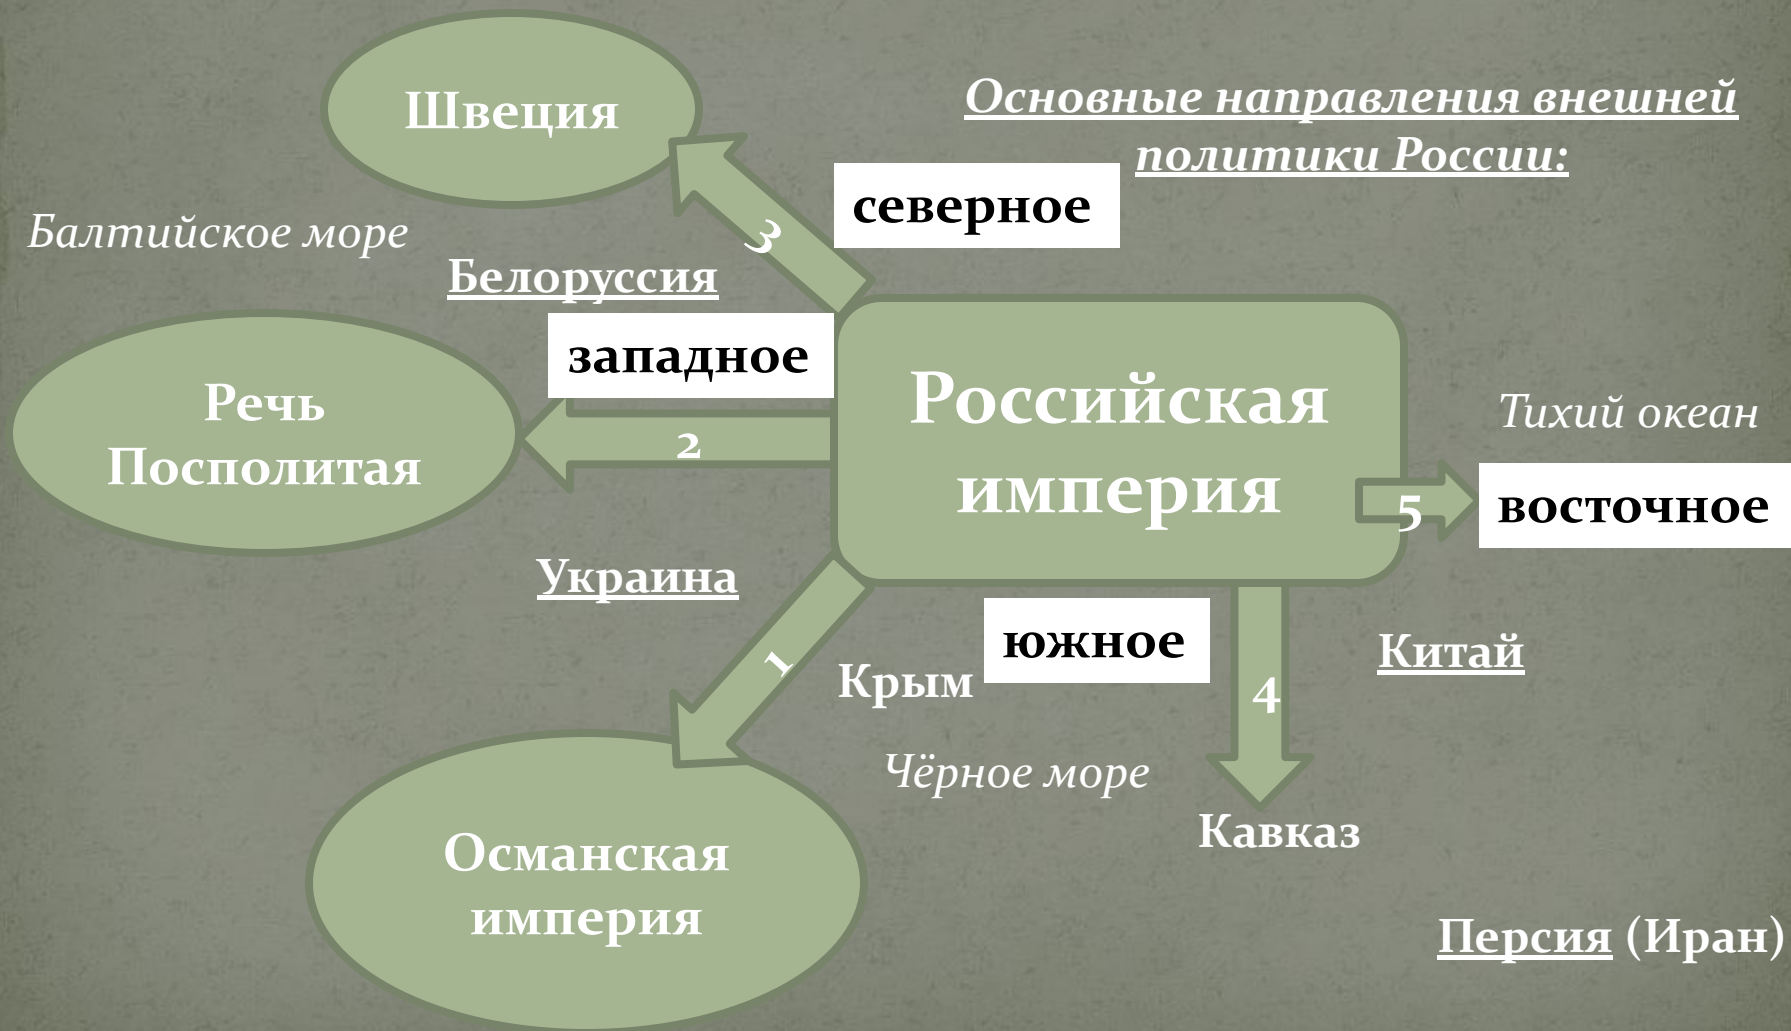 Швеция
Основные направления внешней
политики России:
северное
3
Балтийское море
Белоруссия
западное
Речь
Посполитая
2
Российская
империя
Тихий океан
5
восточное
Украина
1
Крым
южное
4
Китай
Чёрное море
Кавказ
Османская
империя
Персия (Иран)